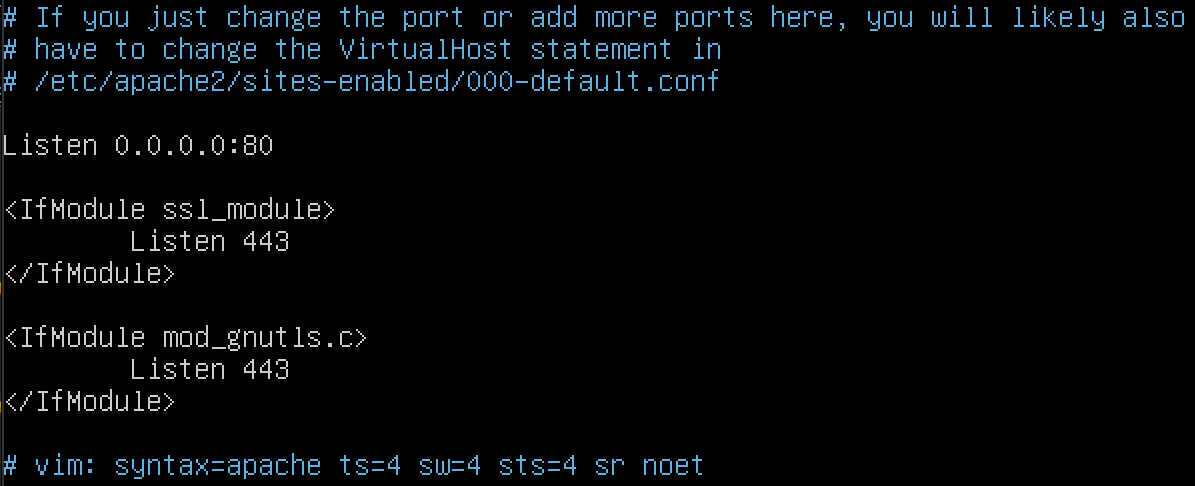 # If you just change the port or add more ports here, you will likely also
# have to change the VirtualHost statement in
# /etc/apache2/sites-enabled/000-default.conf
Listen 0.0.0.0:80
<IfModule ssl_module>
Listen 443
</IfModule>
<IfModule mod_gnutls.c>
Listen 443
</IfModule>
# vim: syntax=apache ts=4 sw=4 sts=4 sr noet